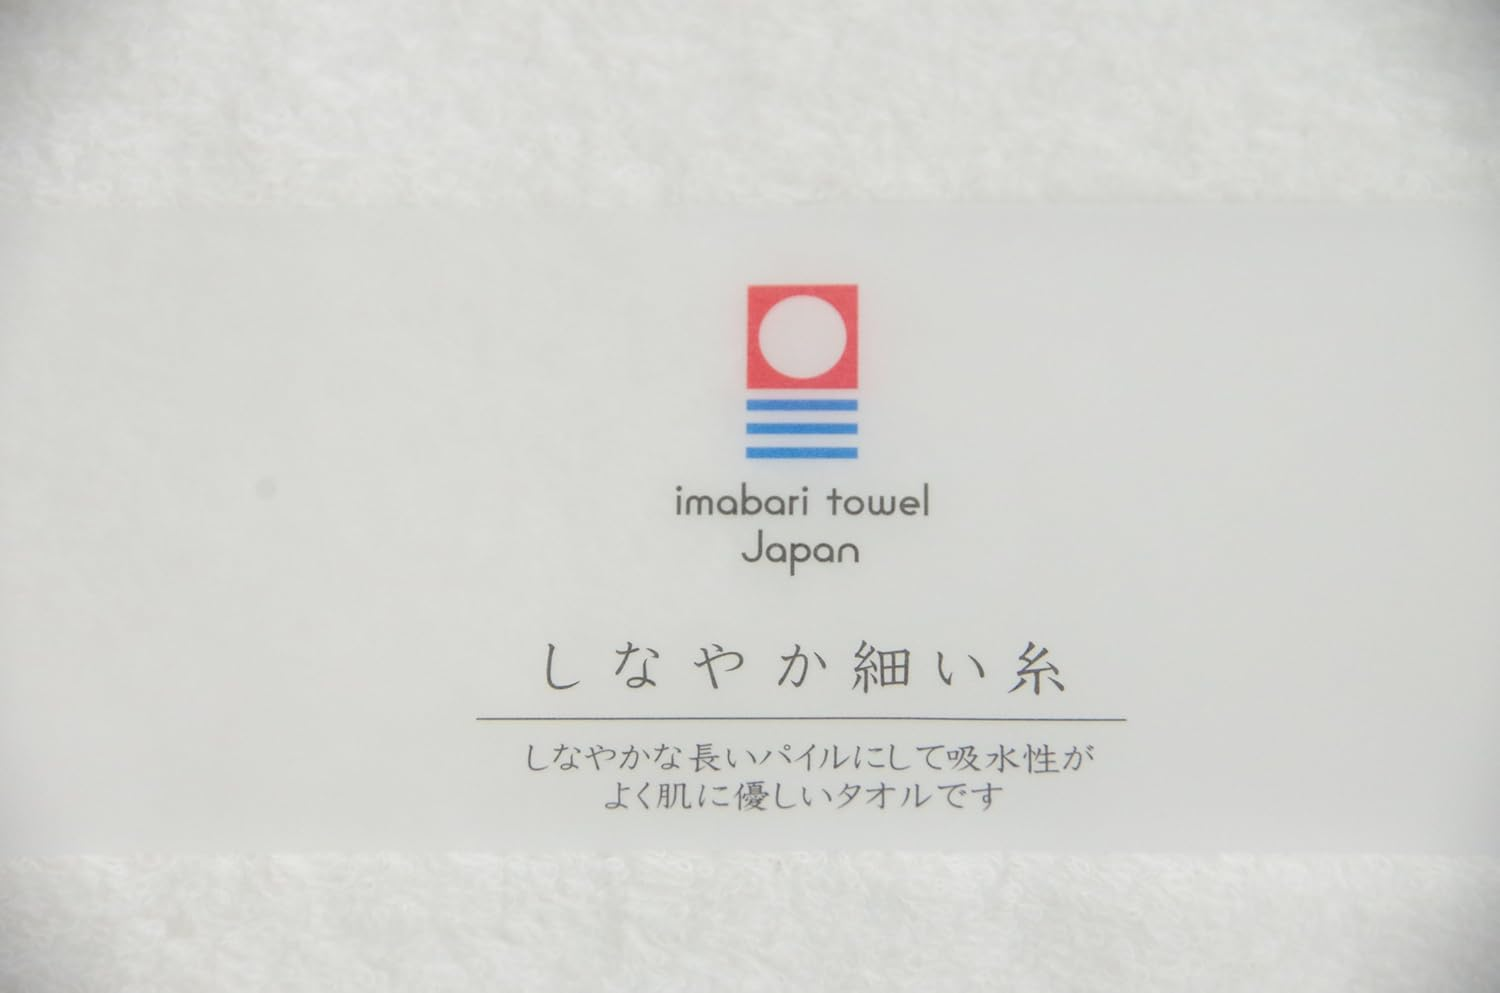 imabari towel
Japan
しなやか細い糸
しなやかな長いパイルにして吸水性が
よく肌に優しいタオルです